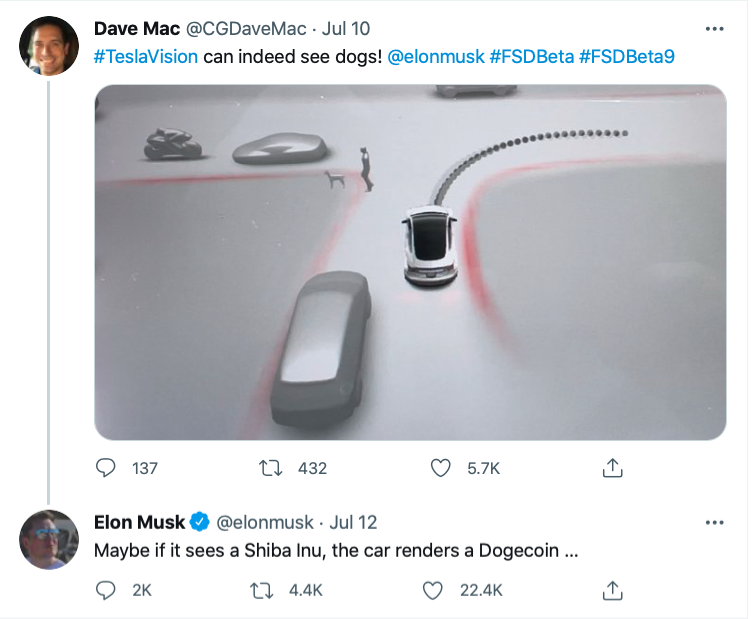 Dave Mac @CGDaveMac · Jul 10
#TeslaVision can indeed see dogs! @elonmusk #FSDBeta #FSDBeta9
137 432 5.7K
Elon Musk @elonmusk · Jul 12
Maybe if it sees a Shiba Inu, the car renders a Dogecoin ...
2K 4.4K 22.4K